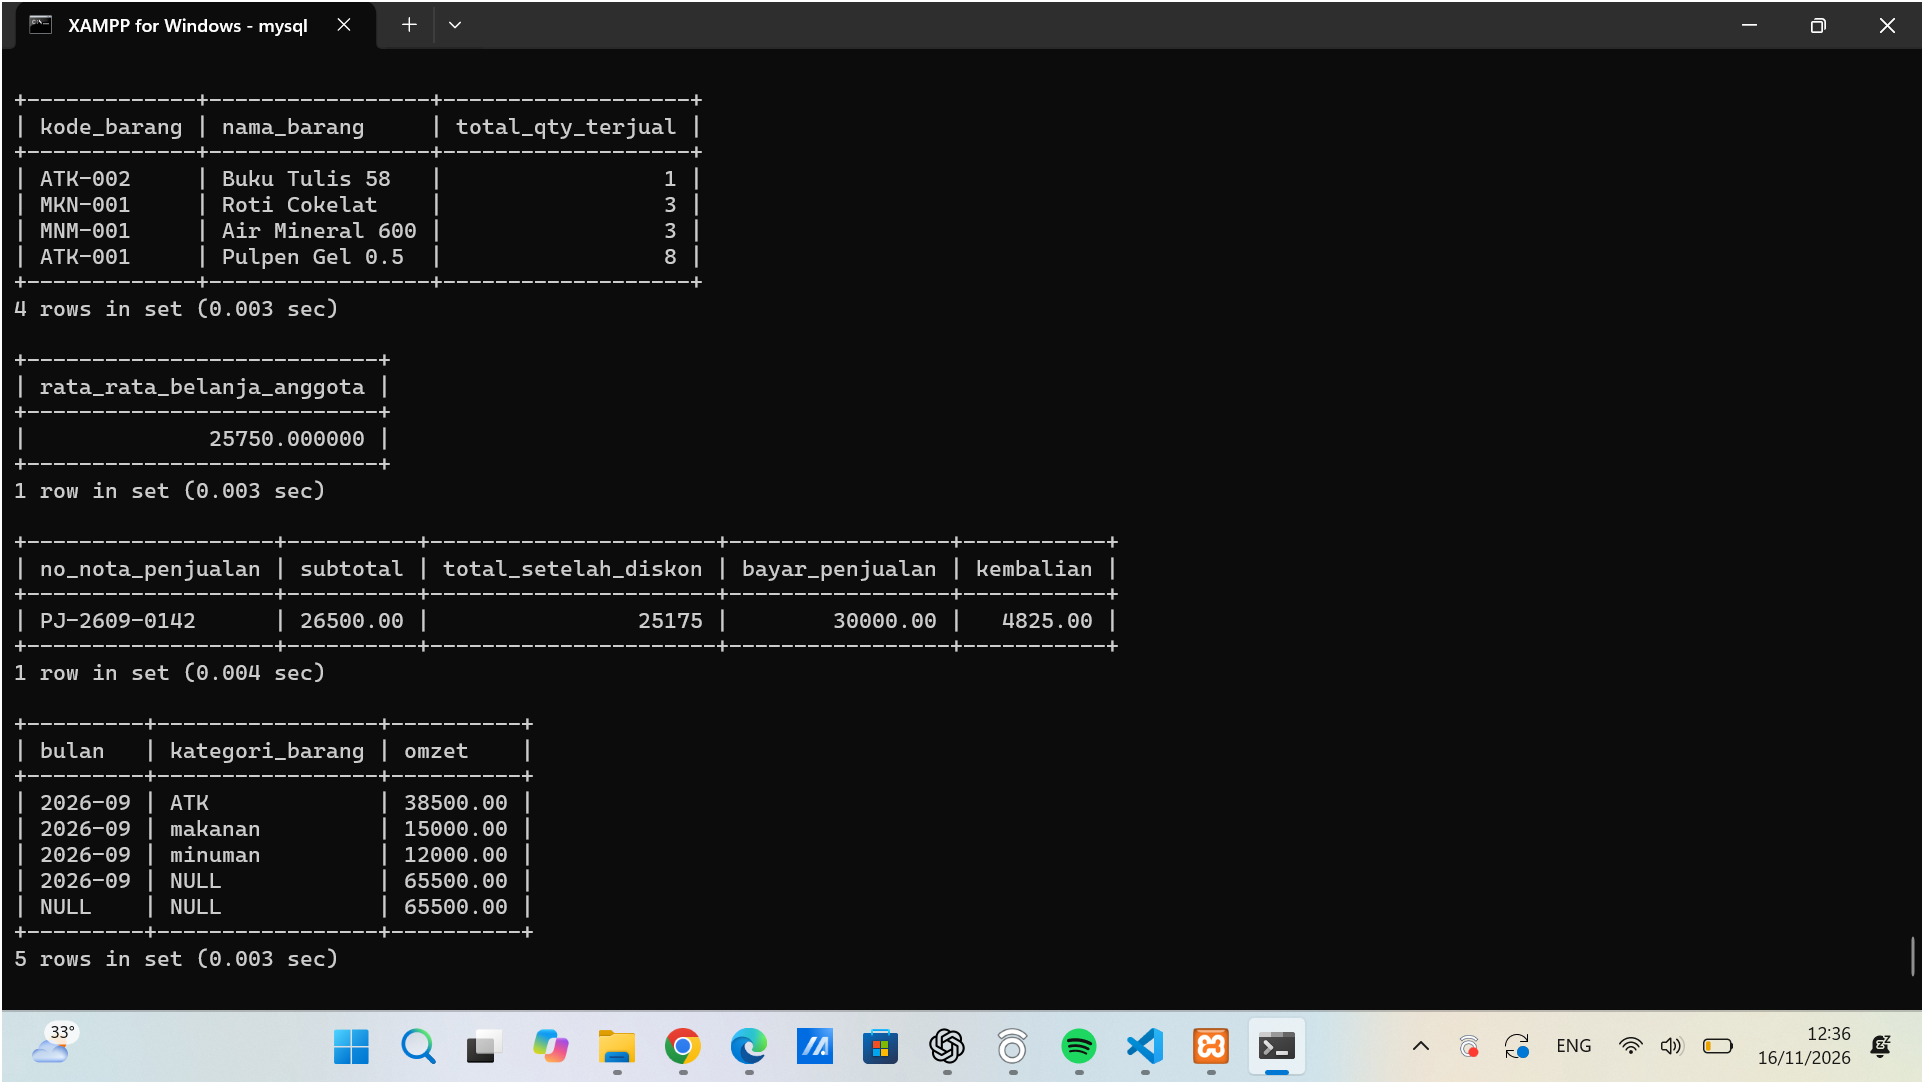 XAMPP for Windows - mysql
+-------------+-----------------+-------------------+
| kode_barang | nama_barang     | total_qty_terjual |
+-------------+-----------------+-------------------+
| ATK-002     | Buku Tulis 58   |                 1 |
| MKN-001     | Roti Cokelat    |                 3 |
| MNM-001     | Air Mineral 600 |                 3 |
| ATK-001     | Pulpen Gel 0.5  |                 8 |
+-------------+-----------------+-------------------+
4 rows in set (0.003 sec)
+---------------------------+
| rata_rata_belanja_anggota |
+---------------------------+
|              25750.000000 |
+---------------------------+
1 row in set (0.003 sec)
+-------------------+----------+----------------------+-----------------+-----------+
| no_nota_penjualan | subtotal | total_setelah_diskon | bayar_penjualan | kembalian |
+-------------------+----------+----------------------+-----------------+-----------+
| PJ-2609-0142      | 26500.00 |                25175 |        30000.00 |   4825.00 |
+-------------------+----------+----------------------+-----------------+-----------+
1 row in set (0.004 sec)
+---------+-----------------+----------+
| bulan   | kategori_barang | omzet    |
+---------+-----------------+----------+
| 2026-09 | ATK             | 38500.00 |
| 2026-09 | makanan         | 15000.00 |
| 2026-09 | minuman         | 12000.00 |
| 2026-09 | NULL            | 65500.00 |
| NULL    | NULL            | 65500.00 |
+---------+-----------------+----------+
5 rows in set (0.003 sec)
33°
ENG
12:36
16/11/2026